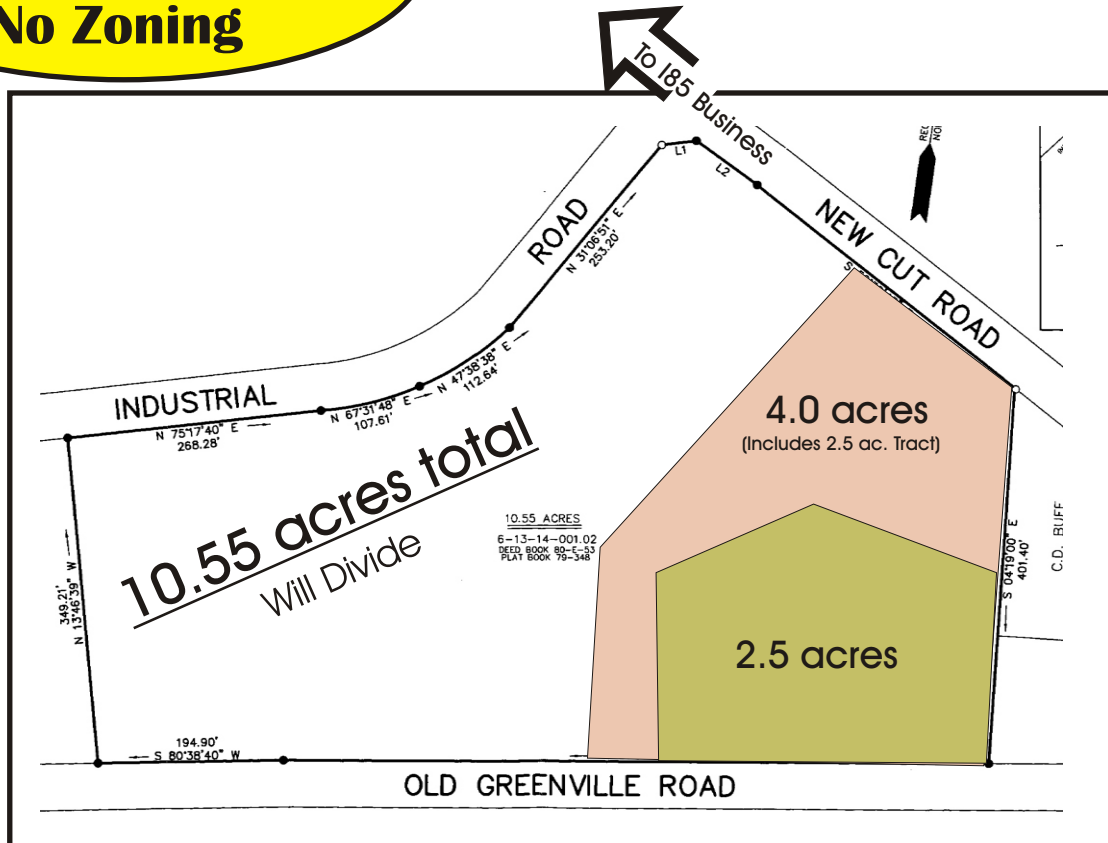 No Zoning
To I85 Business
L1
L2
NEW CUT ROAD
INDUSTRIAL ROAD
N 31°06'51" E
253.20'
N 47°38'38" E
112.64'
N 67°31'48" E
107.61'
N 75°17'40" E
268.28'
4.0 acres
(Includes 2.5 ac. Tract)
10.55 acres total
Will Divide
10.55 ACRES
6-13-14-001.02
DEED BOOK 80-E-53
PLAT BOOK 79-348
349.21'
N 13°46'39" W
S 04°19'00" E
401.40'
C.D. BUFF
2.5 acres
194.90'
S 80°38'40" W
OLD GREENVILLE ROAD